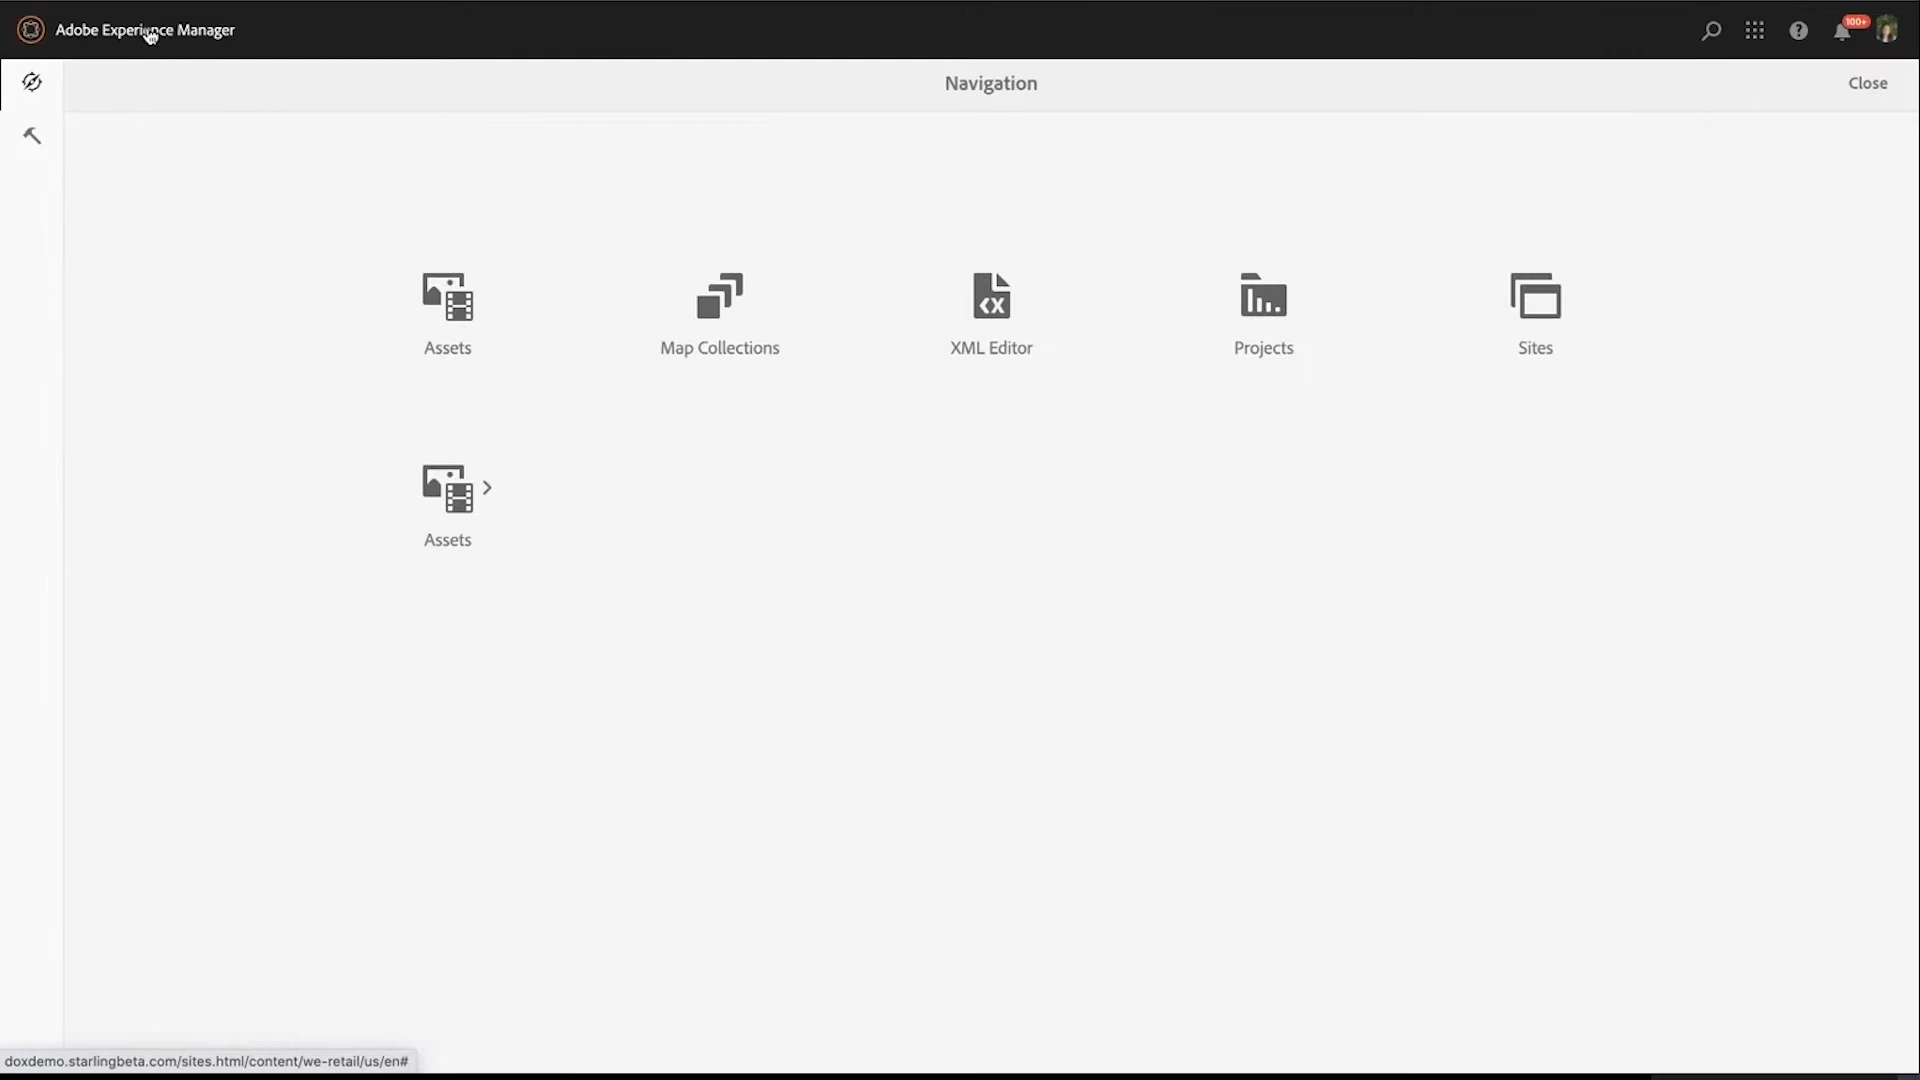 Adobe Experience Manager
100+
Navigation
Close
Assets
Map Collections
XML Editor
Projects
Sites
Assets
doxdemo.starlingbeta.com/sites.html/content/we-retail/us/en#